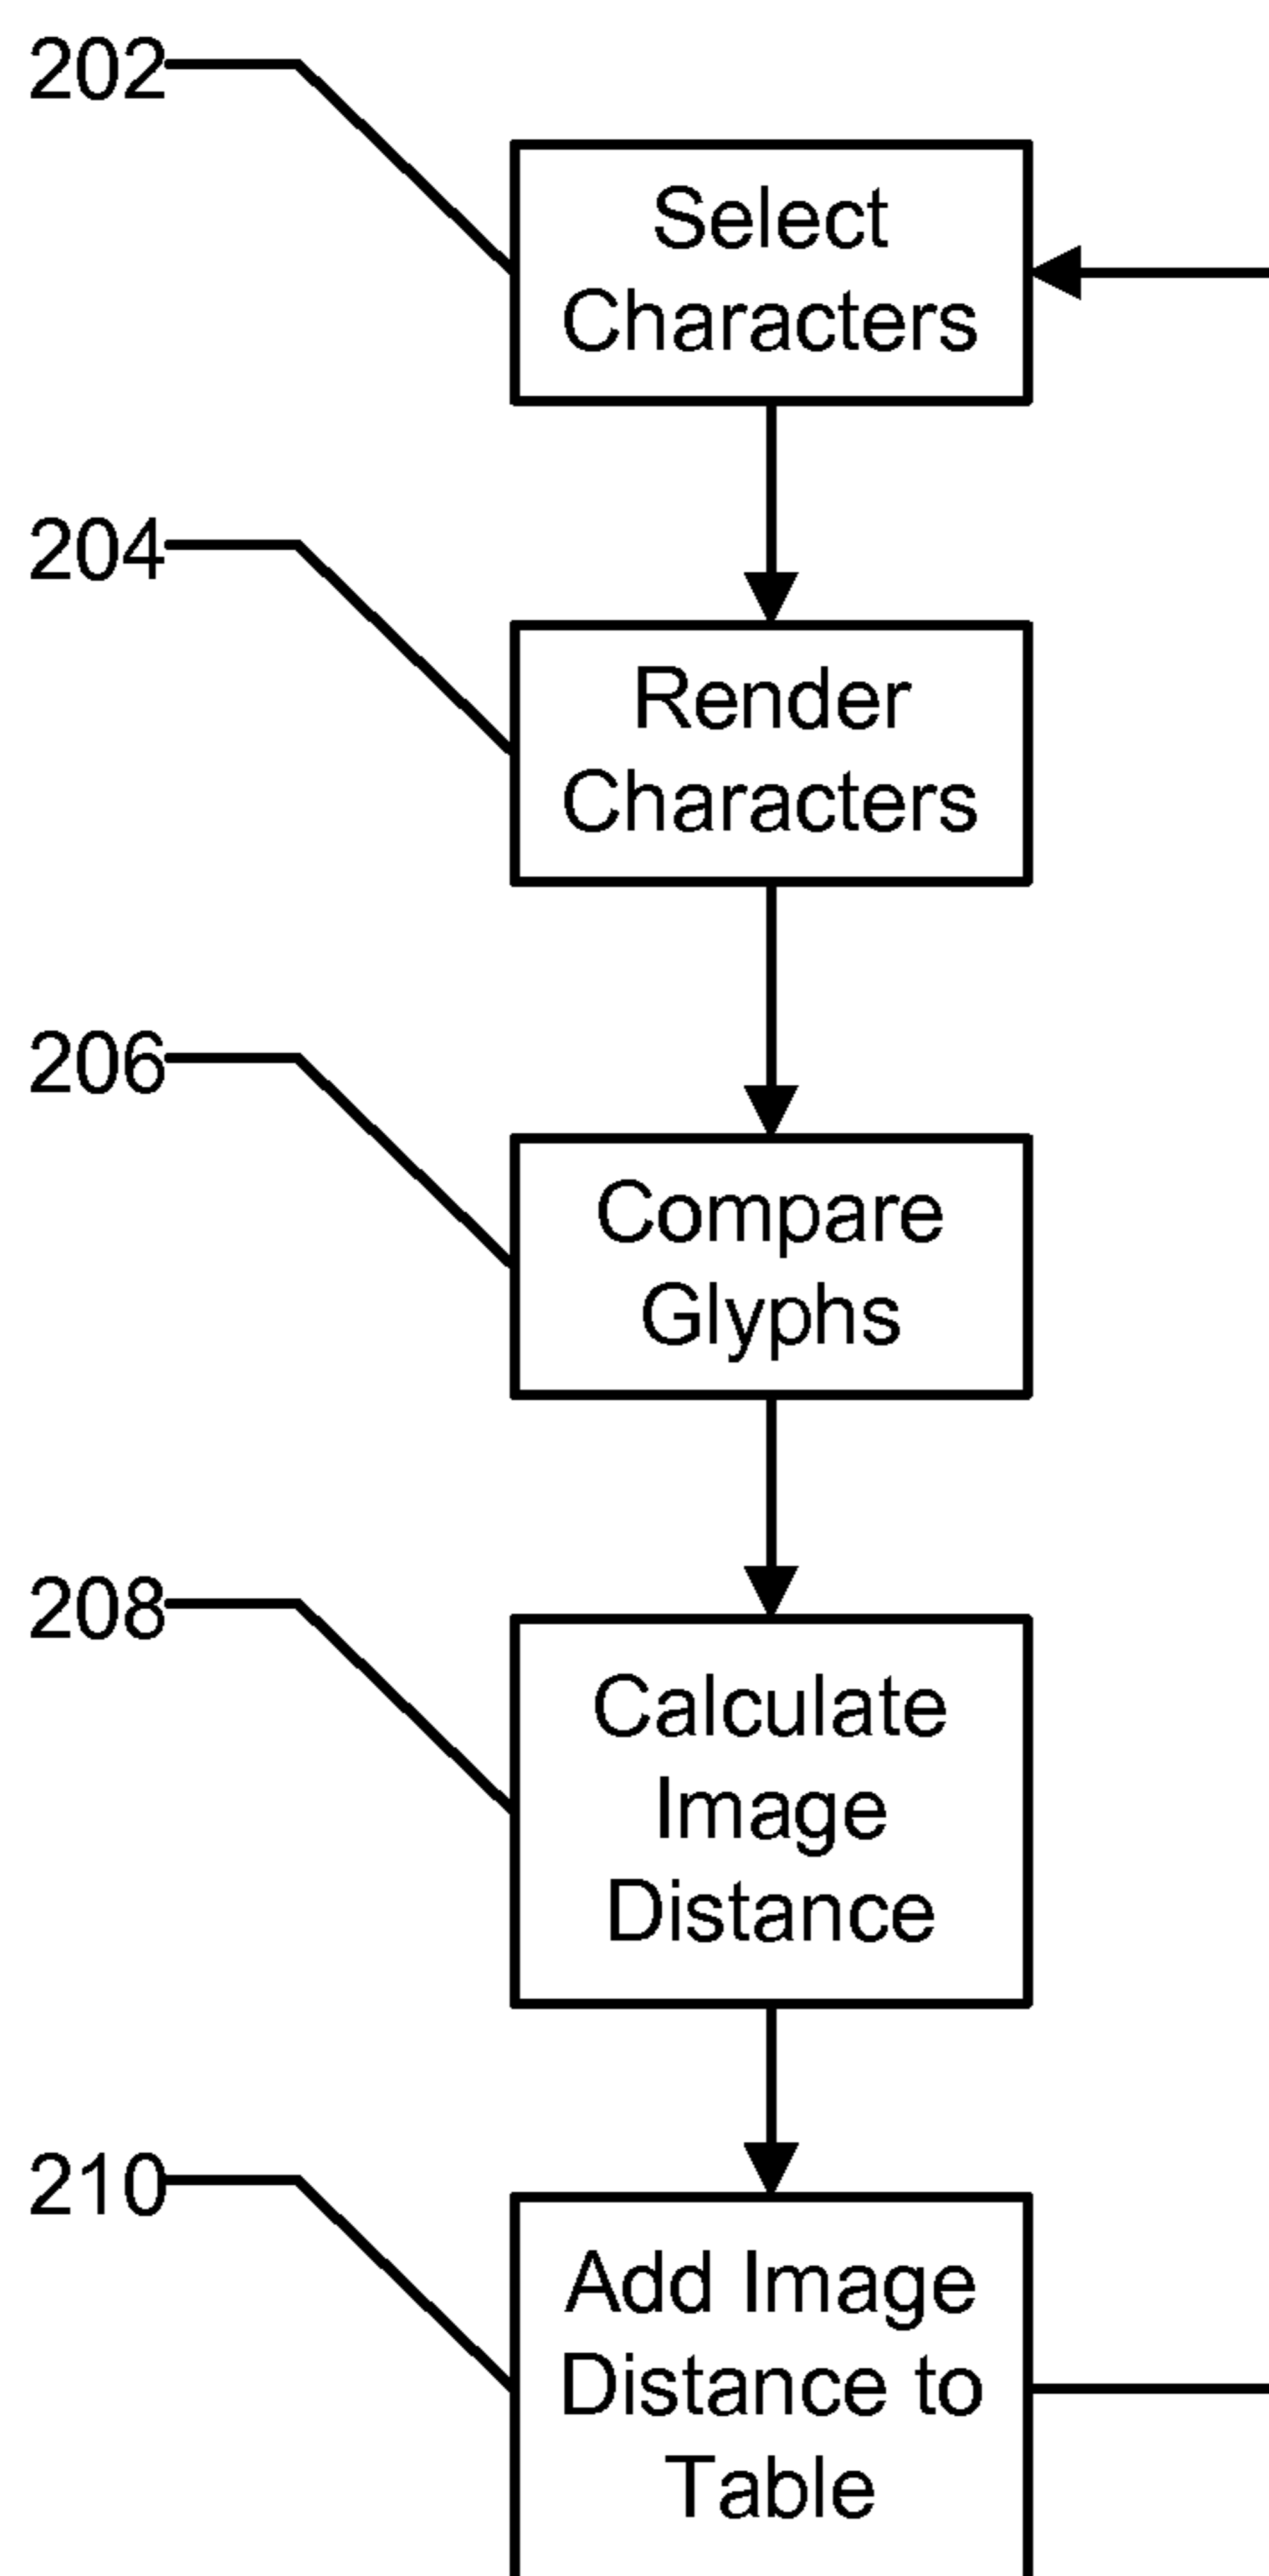 202
Select
Characters
204
Render
Characters
206
Compare
Glyphs
208
Calculate
Image
Distance
210
Add Image
Distance to
Table